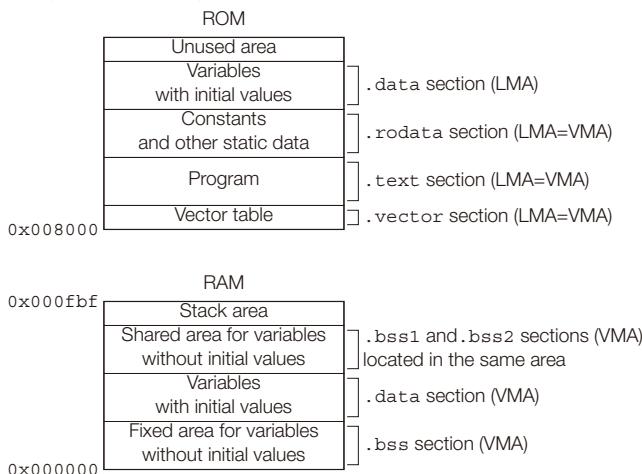 ROM
Unused area
Variables
with initial values
.data section (LMA)
Constants
and other static data
.rodata section (LMA=VMA)
Program
.text section (LMA=VMA)
Vector table
.vector section (LMA=VMA)
0x008000
RAM
0x000fbf
Stack area
Shared area for variables
without initial values
.bss1 and .bss2 sections (VMA)
located in the same area
Variables
with initial values
.data section (VMA)
Fixed area for variables
without initial values
.bss section (VMA)
0x000000